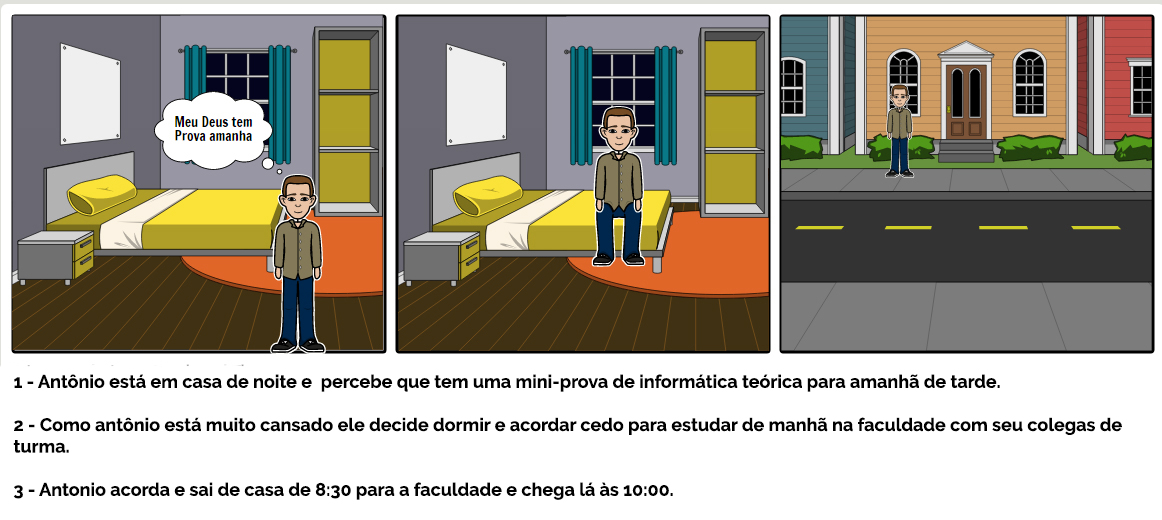 Meu Deus tem
Prova amanha
1 - Antônio está em casa de noite e percebe que tem uma mini-prova de informática teórica para amanhã de tarde.
2 - Como antônio está muito cansado ele decide dormir e acordar cedo para estudar de manhã na faculdade com seu colegas de
turma.
3 - Antonio acorda e sai de casa de 8:30 para a faculdade e chega lá às 10:00.